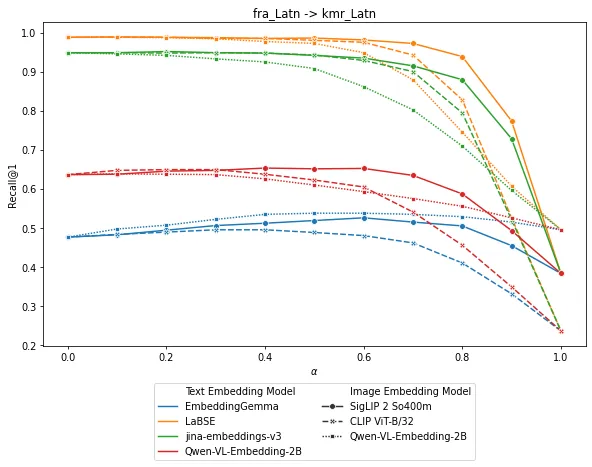 fra_Latn -> kmr_Latn
Recall@1
1.0
0.9
0.8
0.7
0.6
0.5
0.4
0.3
0.2
0.0 0.2 0.4 0.6 0.8 1.0
α
Text Embedding Model Image Embedding Model
EmbeddingGemma SigLIP 2 So400m
LaBSE CLIP ViT-B/32
jina-embeddings-v3 Qwen-VL-Embedding-2B
Qwen-VL-Embedding-2B